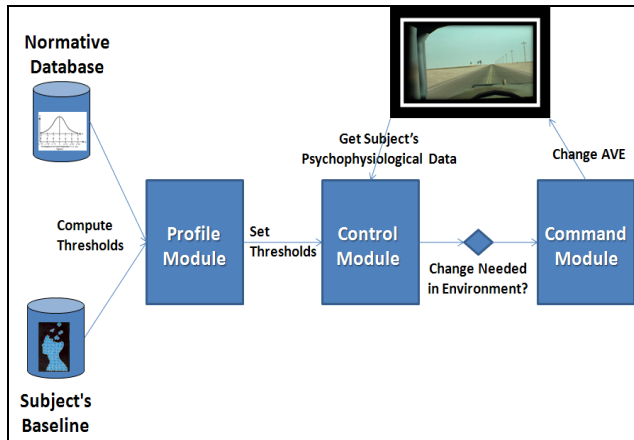 Normative
Database
Get Subject's
Psychophysiological Data
Change AVE
Compute
Thresholds
Profile
Module
Set
Thresholds
Control
Module
Change Needed
in Environment?
Command
Module
Subject's
Baseline